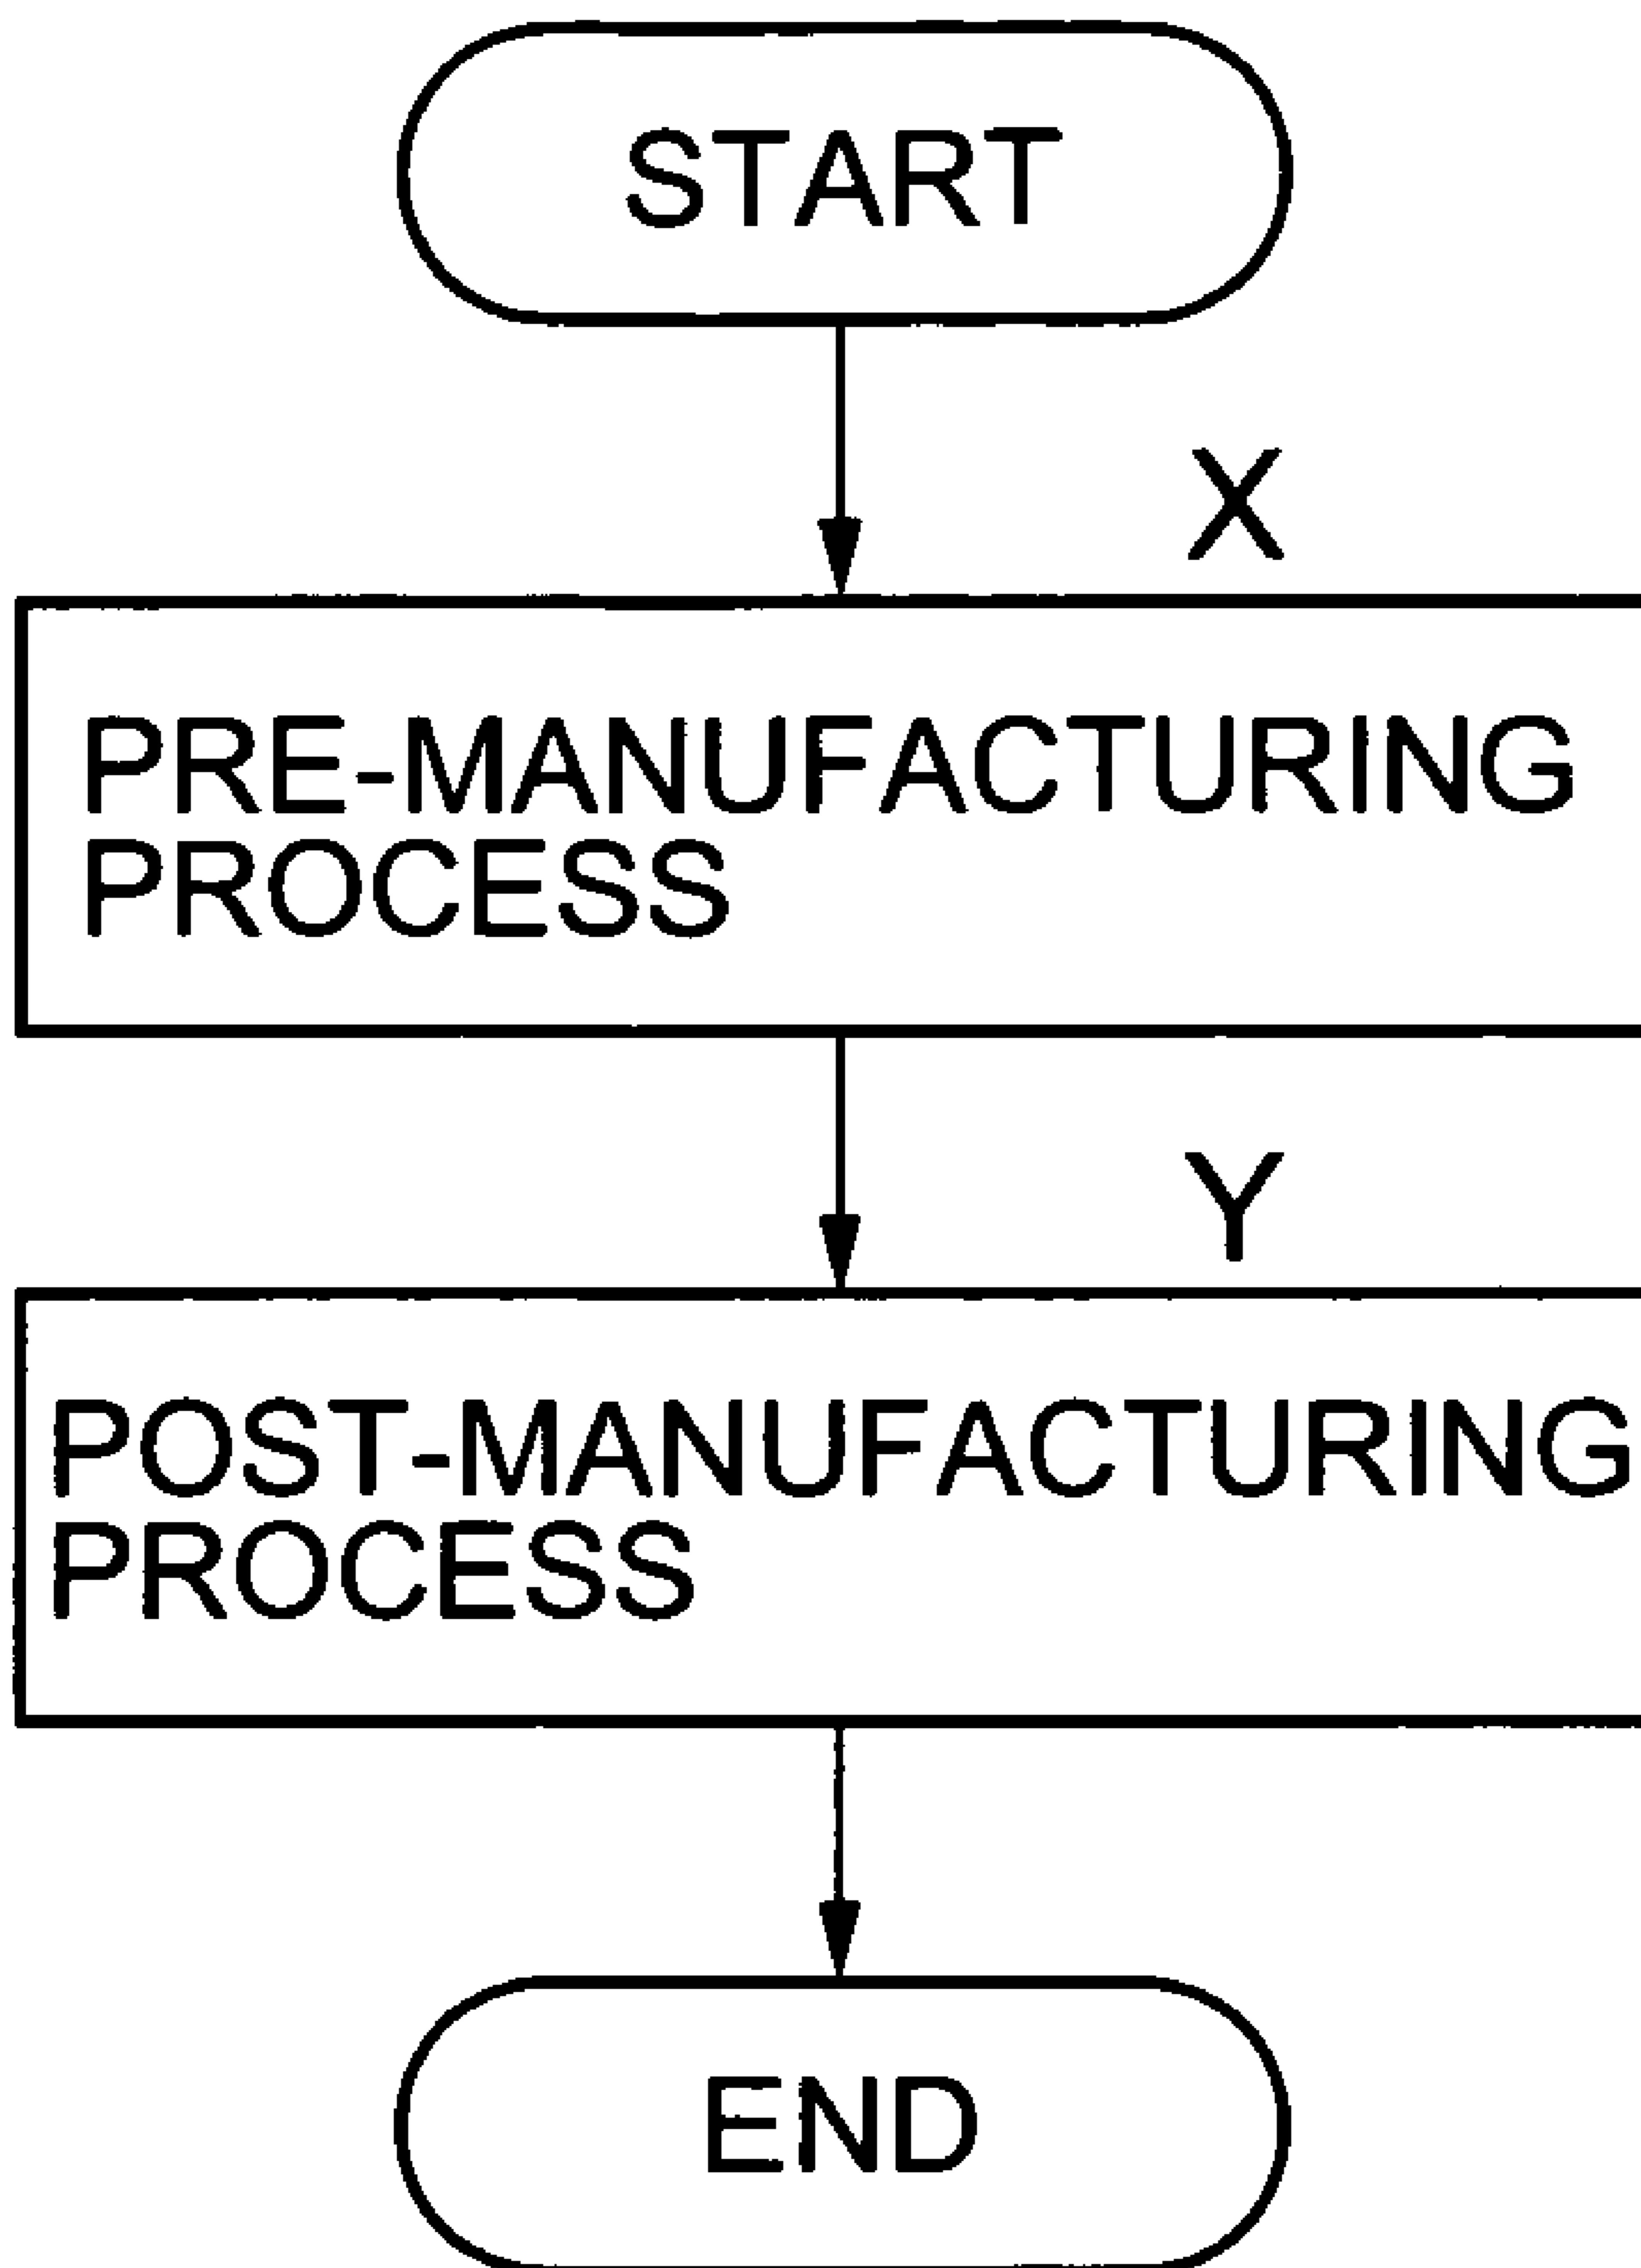 START
X
PRE-MANUFACTURING
PROCESS
Y
POST-MANUFACTURING
PROCESS
END